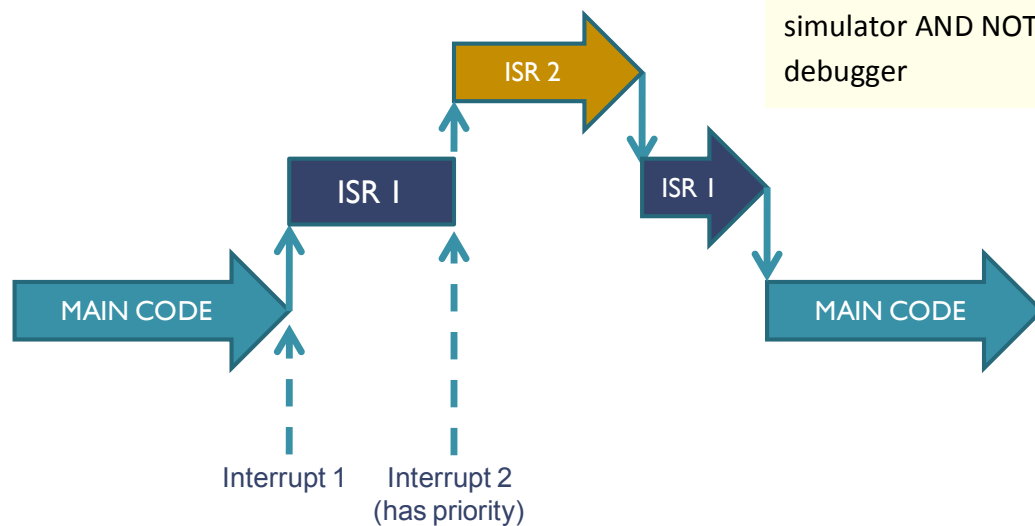 simulator AND NOT
debugger
ISR 2
ISR 1
ISR 1
MAIN CODE
MAIN CODE
Interrupt 1
Interrupt 2
(has priority)